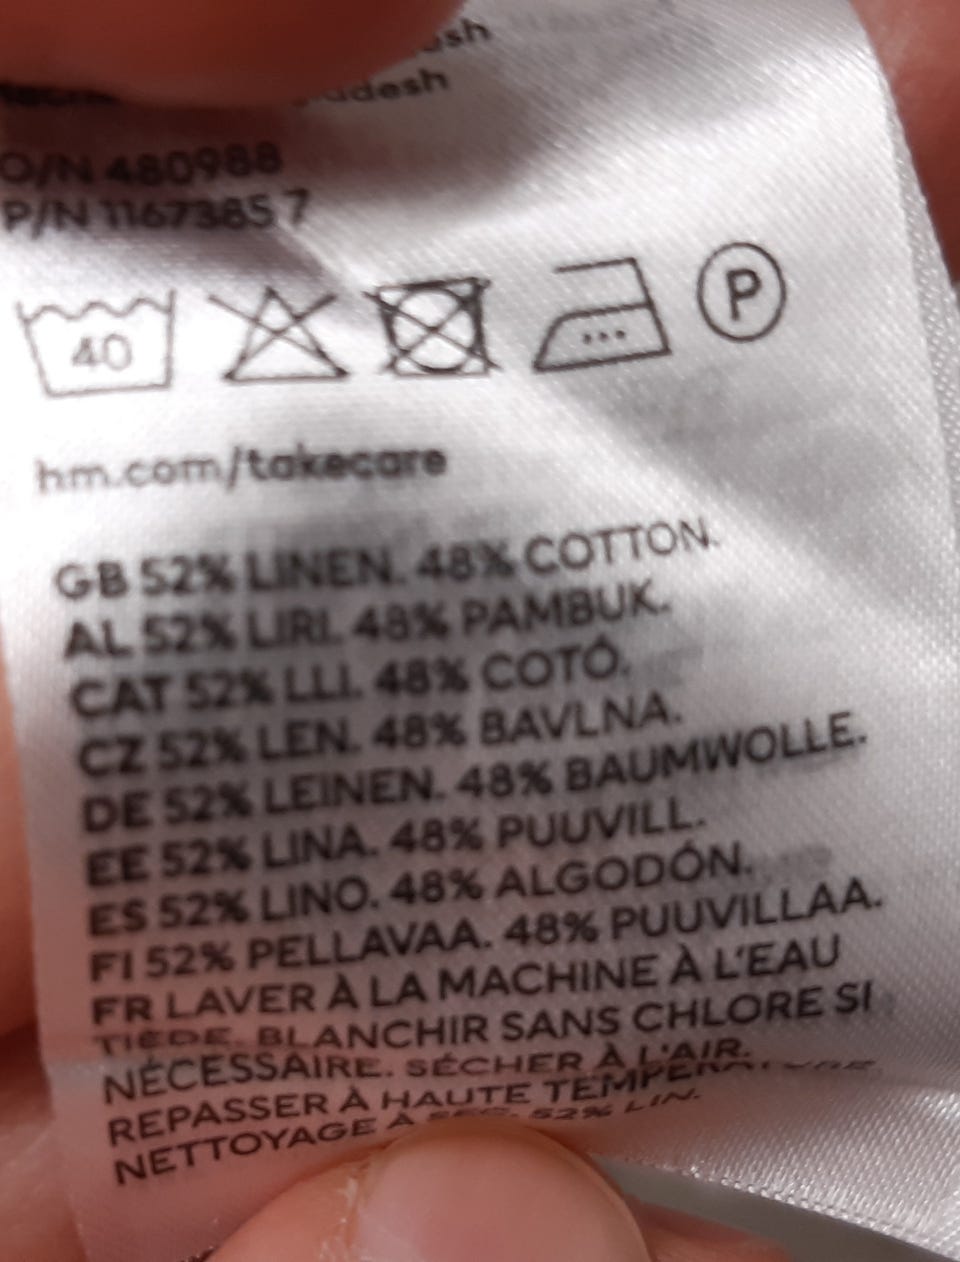 O/N 480988
P/N 1167385 7
40
P
hm.com/takecare
GB 52% LINEN. 48% COTTON.
AL 52% LIRI. 48% PAMBUK.
CAT 52% LLI. 48% COTÓ.
CZ 52% LEN. 48% BAVLNA.
DE 52% LEINEN. 48% BAUMWOLLE.
EE 52% LINA. 48% PUUVILL.
ES 52% LINO. 48% ALGODÓN.
FI 52% PELLAVAA. 48% PUUVILLAA.
FR LAVER À LA MACHINE À L'EAU
TIÈDE. BLANCHIR SANS CHLORE SI
NÉCESSAIRE. SÉCHER À L'AIR.
REPASSER À HAUTE TEMPÉRATURE
NETTOYAGE À SEC. 52% LIN.